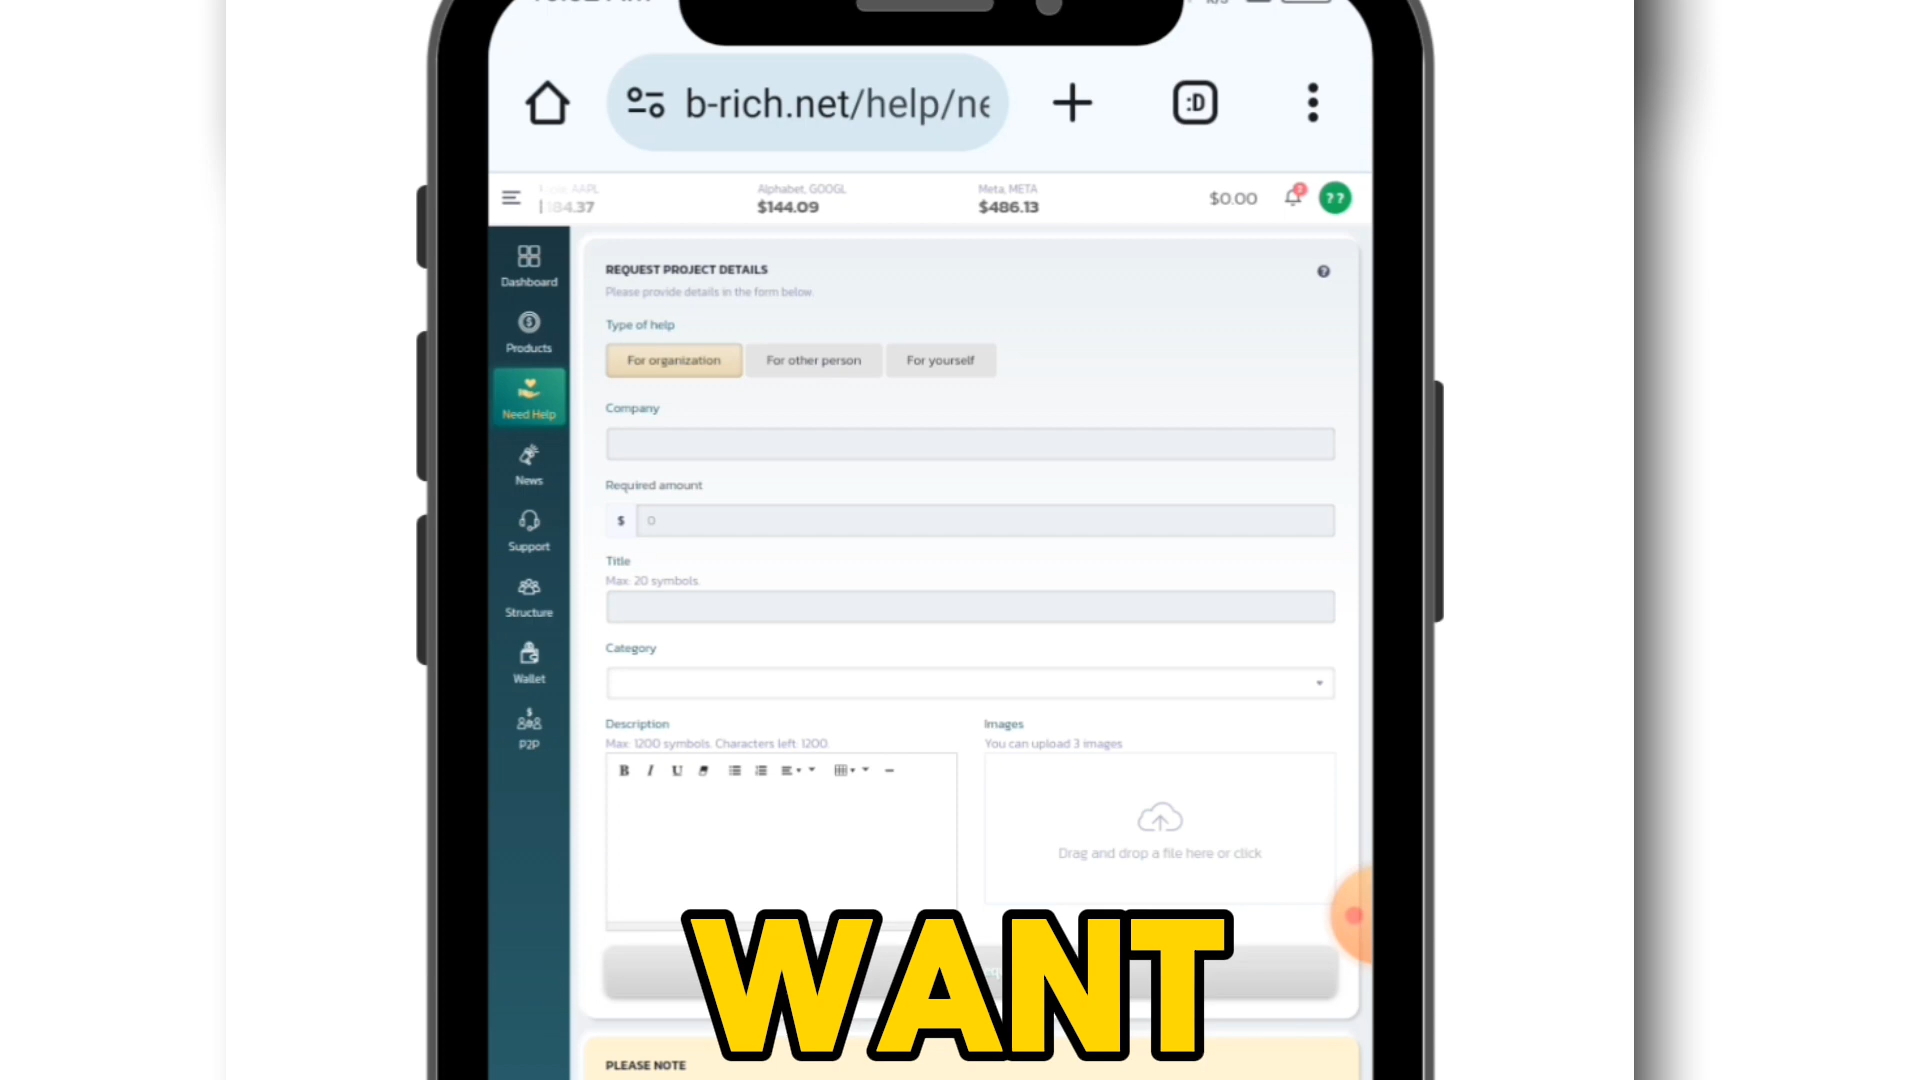 b-rich.net/help/ne
:D
AAPL Alphabet, GOOGL Meta, META
184.37 $144.09 $486.13 $0.00
? ?
Dashboard
Products
Need Help
News
Support
Structure
Wallet
P2P
REQUEST PROJECT DETAILS
Please provide details in the form below.
Type of help
For organization For other person For yourself
Company
Required amount
$ 0
Title
Max: 20 symbols.
Category
Description
Max: 1200 symbols. Characters left: 1200.
B I U
Images
You can upload 3 images
Drag and drop a file here or click
WANT
PLEASE NOTE